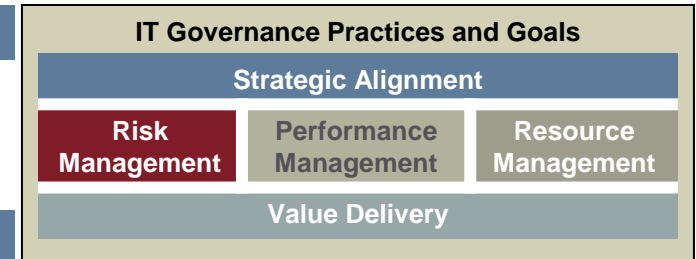 IT Governance Practices and Goals
Strategic Alignment
Risk
Management
Performance
Management
Resource
Management
Value Delivery